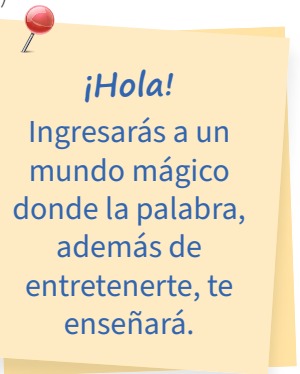 ¡Hola!
Ingresarás a un
mundo mágico
donde la palabra,
además de
entretenerte, te
enseñará.